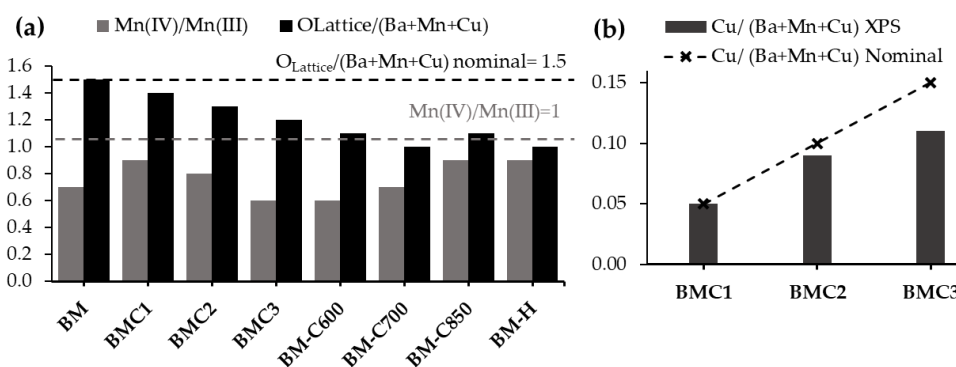 (a)
Mn(IV)/Mn(III)
OLattice/(Ba+Mn+Cu)
OLattice/(Ba+Mn+Cu) nominal= 1.5
Mn(IV)/Mn(III)=1
1.6
1.4
1.2
1.0
0.8
0.6
0.4
0.2
0.0
BM
BMC1
BMC2
BMC3
BM-C600
BM-C700
BM-C850
BM-H
(b)
Cu/ (Ba+Mn+Cu) XPS
Cu/ (Ba+Mn+Cu) Nominal
0.15
0.10
0.05
0.00
BMC1
BMC2
BMC3